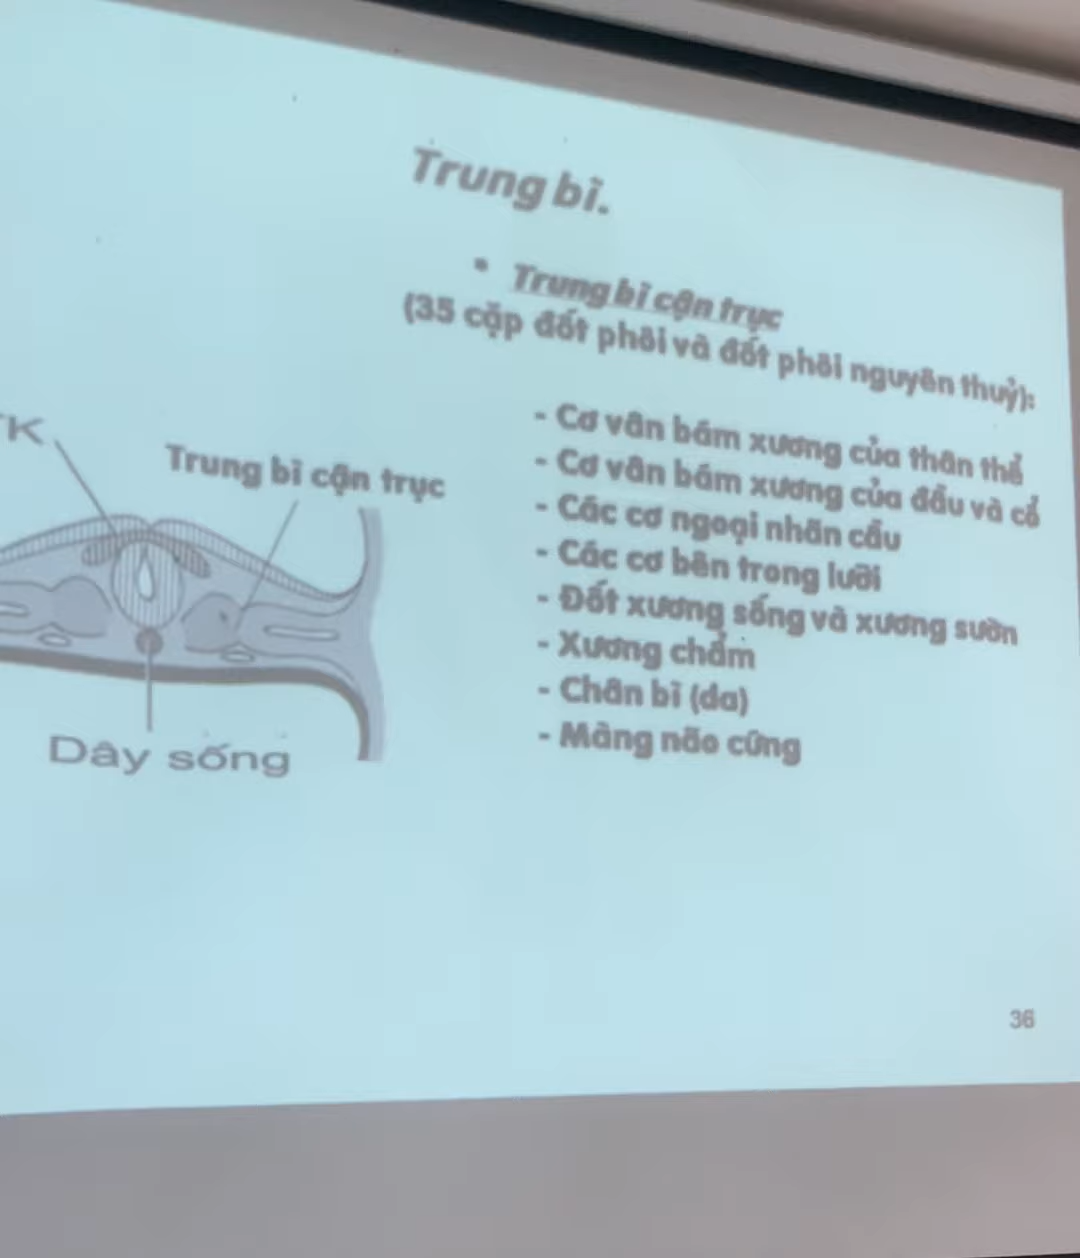 Trung bì.
• Trung bì cận trục
(35 cặp đốt phôi và đốt phôi nguyên thuỷ):
- Cơ vân bám xương của thân thể
- Cơ vân bám xương của đầu và cổ
- Các cơ ngoại nhãn cầu
- Các cơ bên trong lưỡi
- Đốt xương sống và xương sườn
- Xương chẩm
- Chân bì (da)
- Màng não cứng
TK
Trung bì cận trục
Dây sống
36